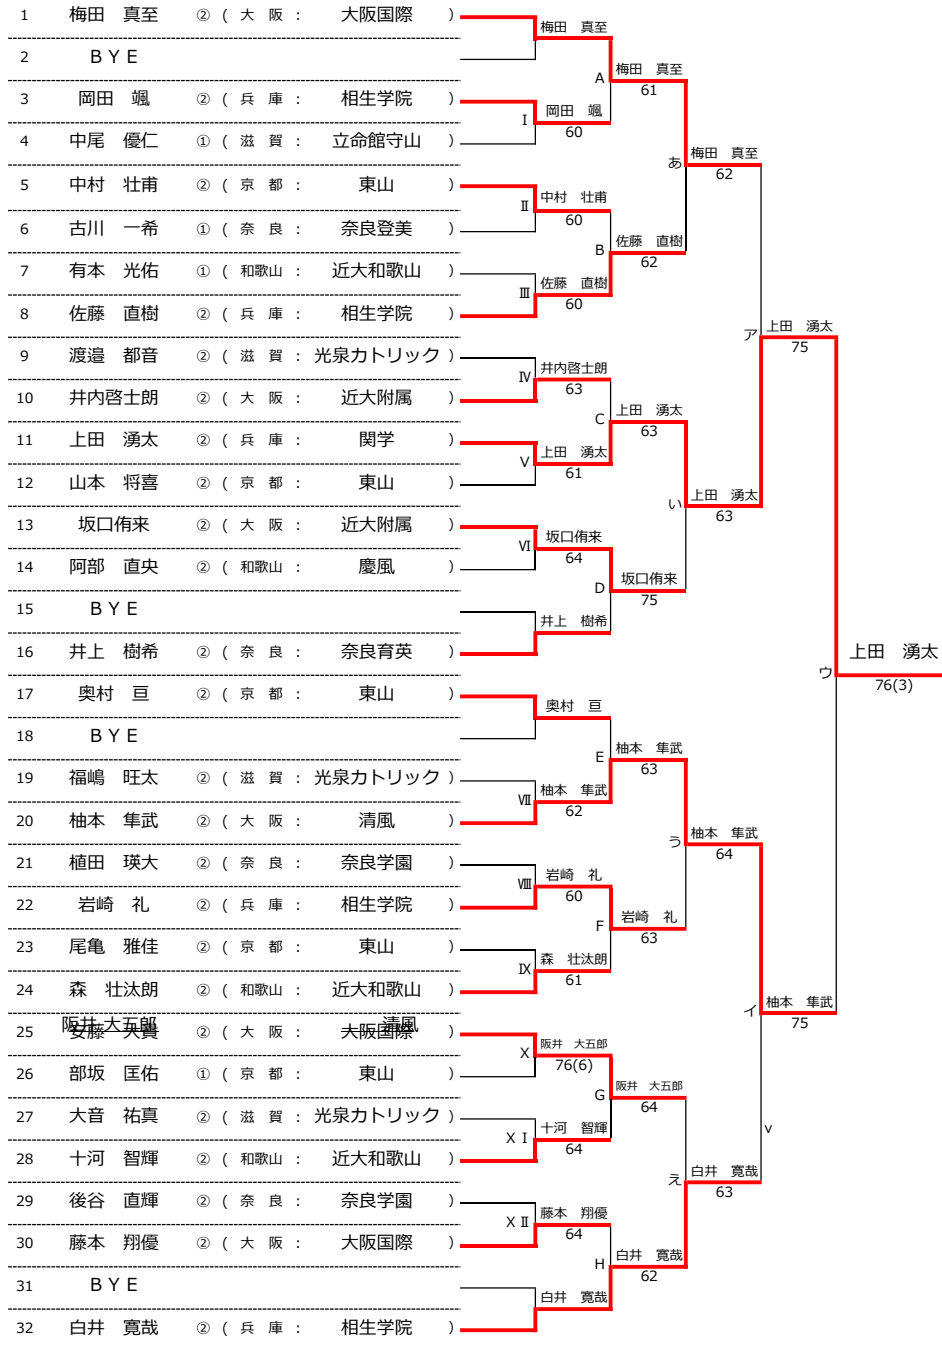 1 梅田 真至 ② ( 大 阪 : 大阪国際 )
2 BYE
3 岡田 颯 ② ( 兵 庫 : 相生学院 )
4 中尾 優仁 ① ( 滋 賀 : 立命館守山 )
5 中村 壮甫 ② ( 京 都 : 東山 )
6 古川 一希 ① ( 奈 良 : 奈良登美 )
7 有本 光佑 ① ( 和歌山 : 近大和歌山 )
8 佐藤 直樹 ② ( 兵 庫 : 相生学院 )
9 渡邉 都音 ② ( 滋 賀 : 光泉カトリック )
10 井内啓士朗 ② ( 大 阪 : 近大附属 )
11 上田 湧太 ② ( 兵 庫 : 関学 )
12 山本 将喜 ② ( 京 都 : 東山 )
13 坂口侑来 ② ( 大 阪 : 近大附属 )
14 阿部 直央 ② ( 和歌山 : 慶風 )
15 BYE
16 井上 樹希 ② ( 奈 良 : 奈良育英 )
17 奥村 亘 ② ( 京 都 : 東山 )
18 BYE
19 福嶋 旺太 ② ( 滋 賀 : 光泉カトリック )
20 柚本 隼武 ② ( 大 阪 : 清風 )
21 植田 瑛大 ② ( 奈 良 : 奈良学園 )
22 岩崎 礼 ② ( 兵 庫 : 相生学院 )
23 尾亀 雅佳 ② ( 京 都 : 東山 )
24 森 壮汰朗 ② ( 和歌山 : 近大和歌山 )
阪井 大五郎 清風
25 安藤 大貴 ② ( 大 阪 : 大阪国際 )
26 部坂 匡佑 ① ( 京 都 : 東山 )
27 大音 祐真 ② ( 滋 賀 : 光泉カトリック )
28 十河 智輝 ② ( 和歌山 : 近大和歌山 )
29 後谷 直輝 ② ( 奈 良 : 奈良学園 )
30 藤本 翔優 ② ( 大 阪 : 大阪国際 )
31 BYE
32 白井 寛哉 ② ( 兵 庫 : 相生学院 )
梅田 真至
I 岡田 颯
60
II 中村 壮甫
60
III 佐藤 直樹
60
IV 井内啓士朗
63
V 上田 湧太
61
VI 坂口侑来
64
井上 樹希
奥村 亘
VII 柚本 隼武
62
VIII 岩崎 礼
60
IX 森 壮汰朗
61
X 阪井 大五郎
76(6)
X I 十河 智輝
64
X II 藤本 翔優
64
白井 寛哉
A 梅田 真至
61
B 佐藤 直樹
62
C 上田 湧太
63
D 坂口侑来
75
E 柚本 隼武
63
F 岩崎 礼
63
G 阪井 大五郎
64
H 白井 寛哉
62
あ 梅田 真至
62
い 上田 湧太
63
う 柚本 隼武
64
え 白井 寛哉
63
ア 上田 湧太
75
イ 柚本 隼武
75
v
ウ 上田 湧太
76(3)